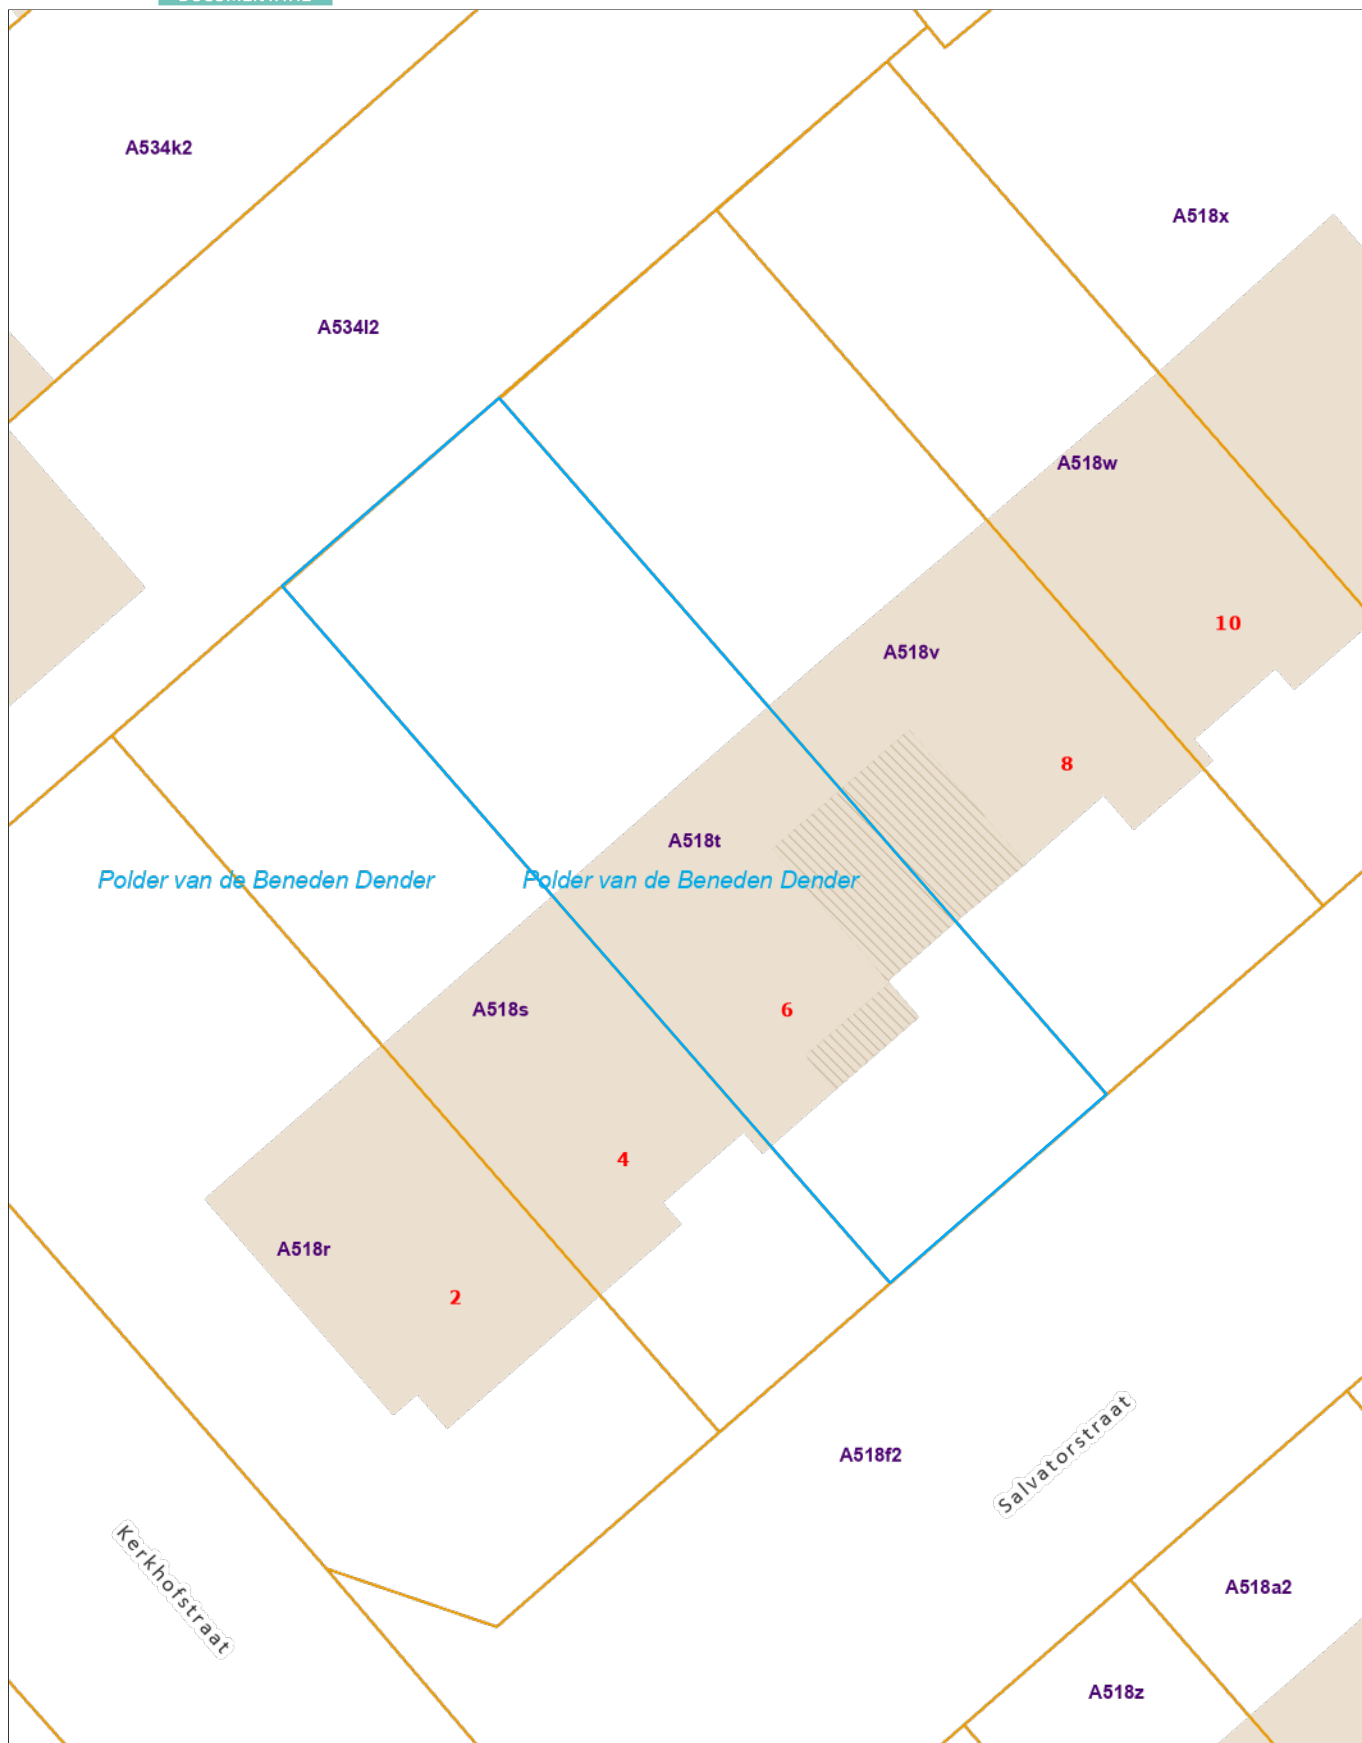 A534k2
A518x
A534l2
A518w
10
A518v
8
A518t
Polder van de Beneden Dender
Polder van de Beneden Dender
A518s
6
4
A518r
2
Salvatorstraat
A518f2
Kerkhofstraat
A518a2
A518z